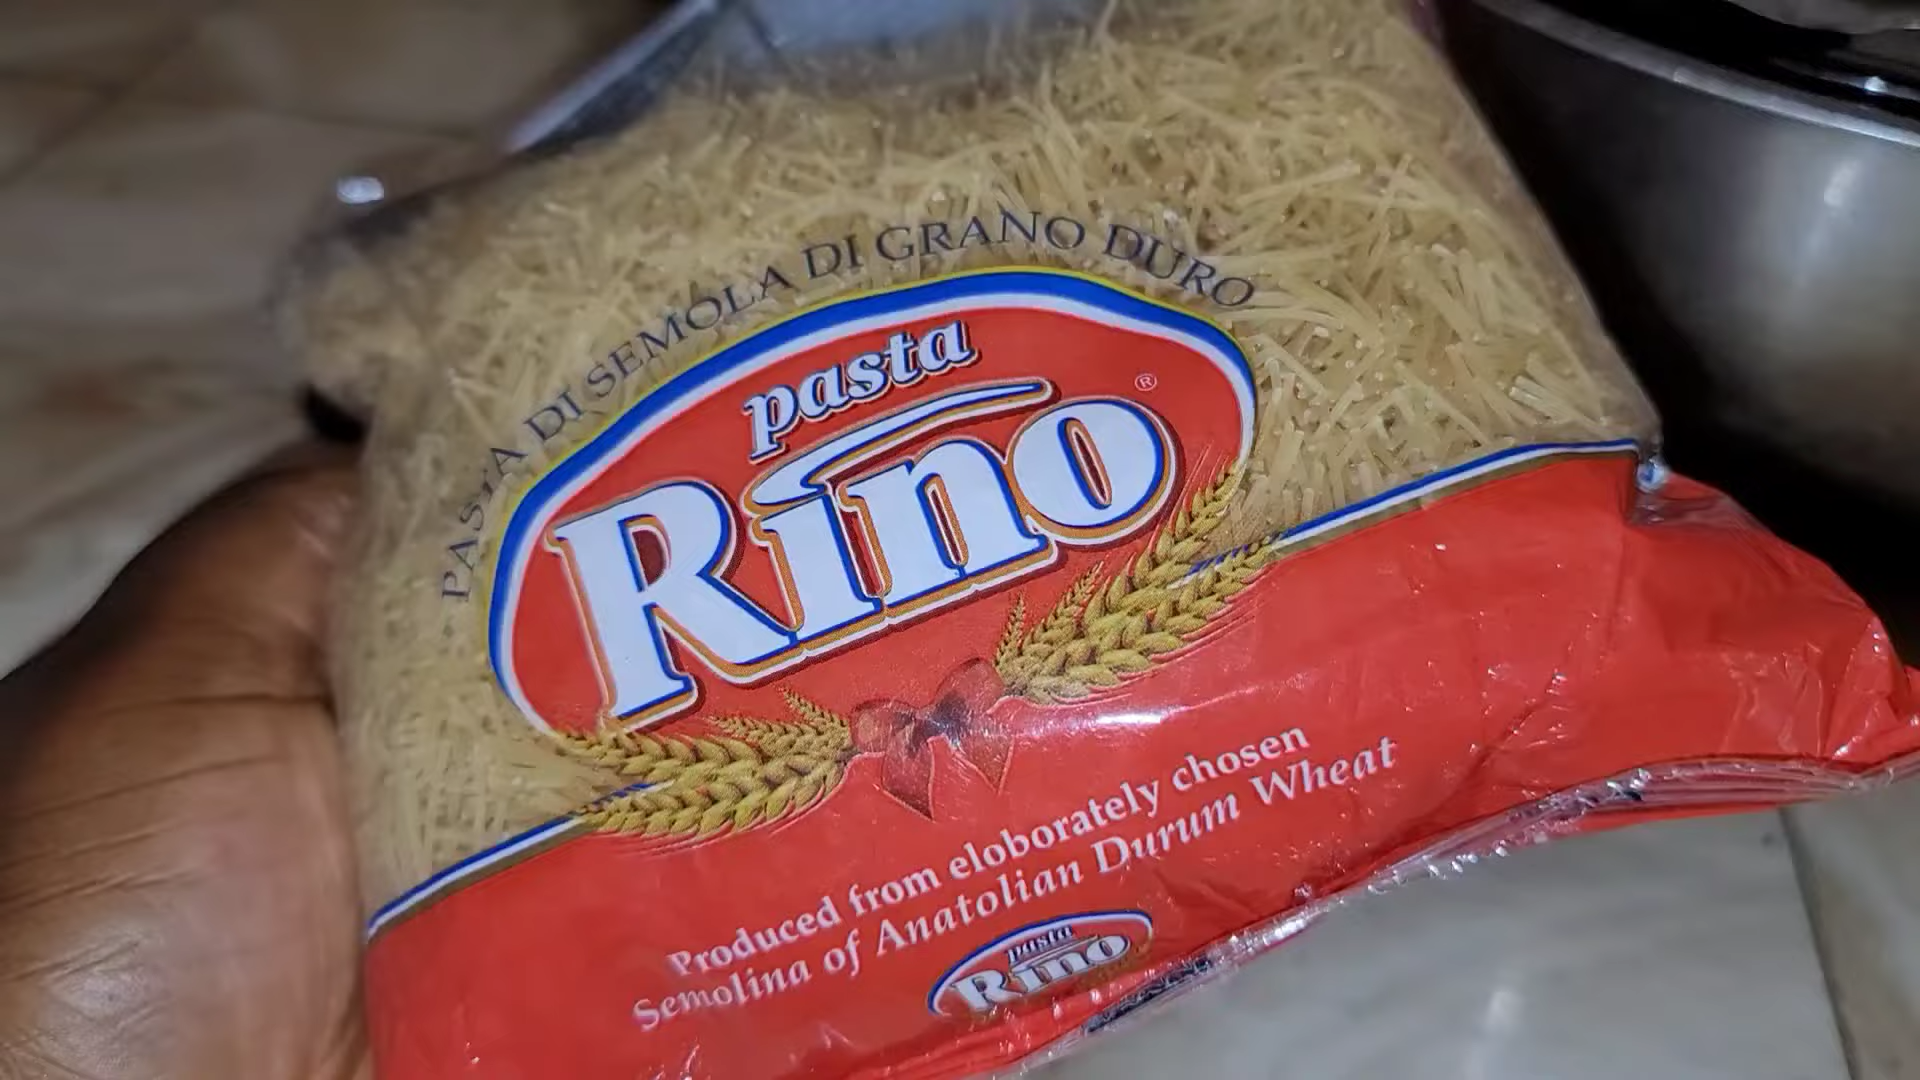 PASTA DI SEMOLA DI GRANO DURO
pasta
Rino
®
Produced from eloborately chosen
Semolina of Anatolian Durum Wheat
pasta
Rino